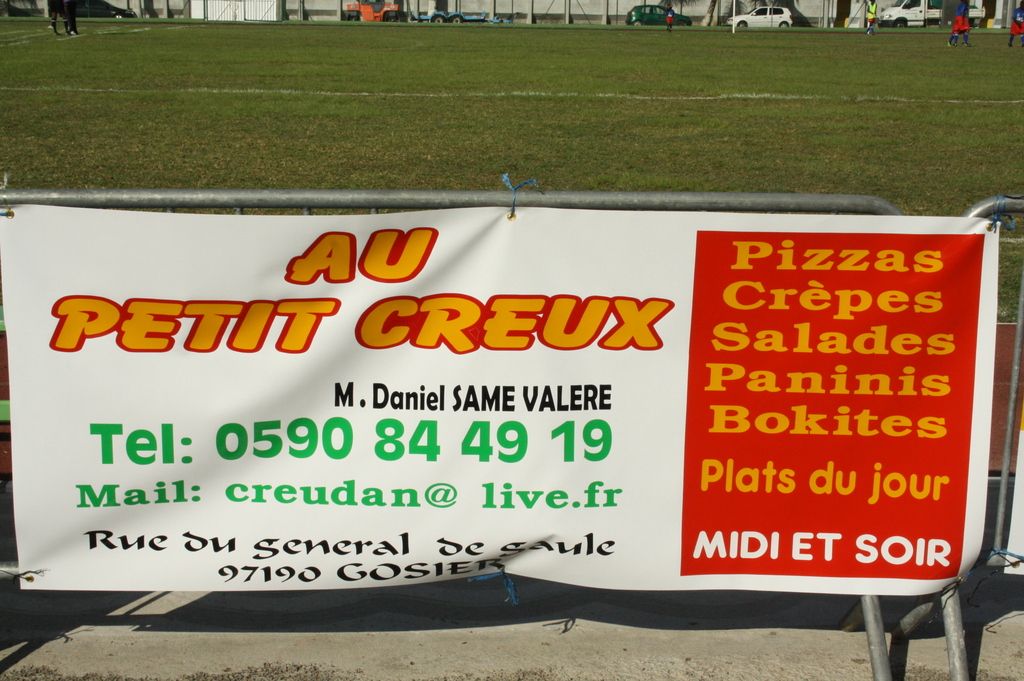 AU
PETIT CREUX
M. Daniel SAME VALERE
Tel: 0590 84 49 19
Mail: creudan@ live.fr
Rue du general de gaule
97190 GOSIER
Pizzas
Crèpes
Salades
Paninis
Bokites
Plats du jour
MIDI ET SOIR